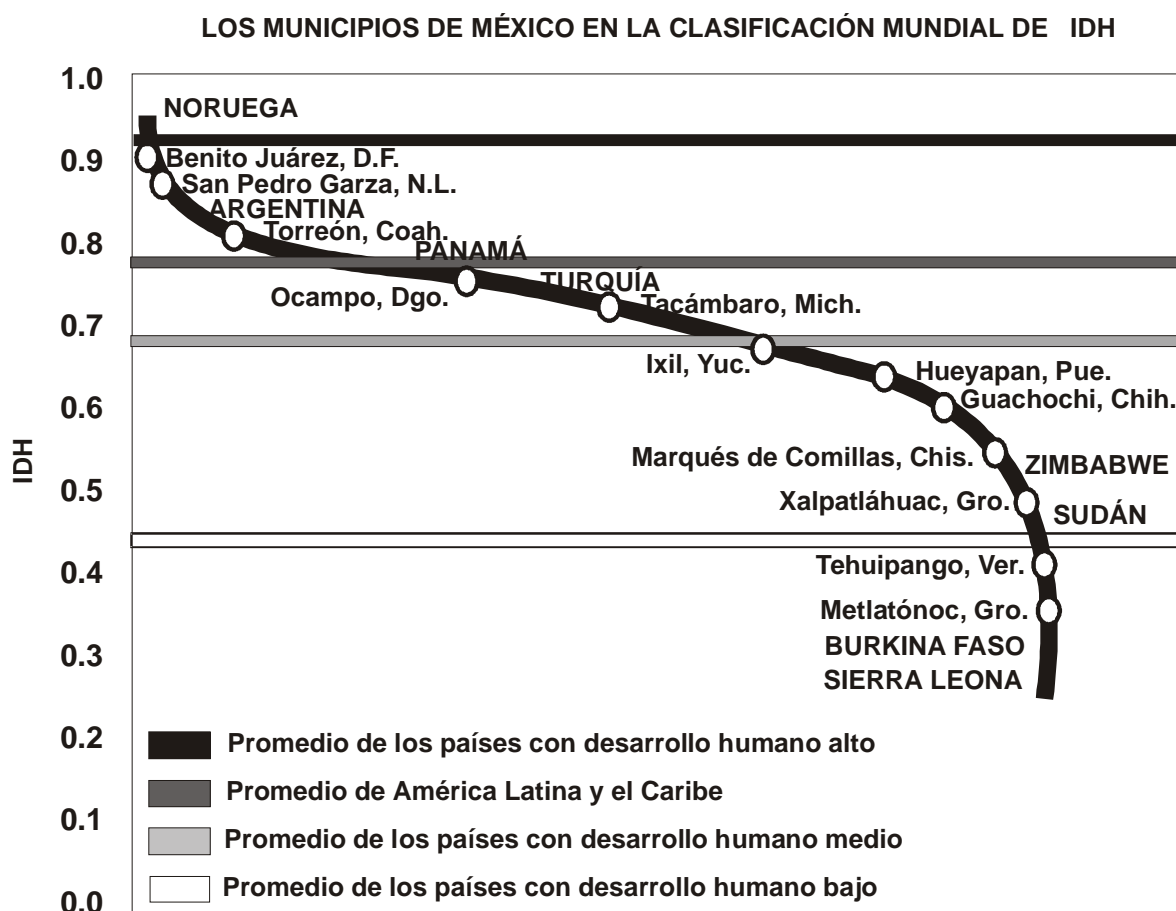 LOS MUNICIPIOS DE MÉXICO EN LA CLASIFICACIÓN MUNDIAL DE IDH
1.0
NORUEGA
0.9
Benito Juárez, D.F.
San Pedro Garza, N.L.
ARGENTINA
Torreón, Coah.
0.8
PANAMÁ
TURQUÍA
Ocampo, Dgo.
Tacámbaro, Mich.
0.7
Ixil, Yuc.
Hueyapan, Pue.
0.6
Guachochi, Chih.
IDH
Marqués de Comillas, Chis.
ZIMBABWE
0.5
Xalpatláhuac, Gro.
SUDÁN
0.4
Tehuipango, Ver.
Metlatónoc, Gro.
BURKINA FASO
0.3
SIERRA LEONA
0.2
Promedio de los países con desarrollo humano alto
Promedio de América Latina y el Caribe
0.1
Promedio de los países con desarrollo humano medio
Promedio de los países con desarrollo humano bajo
0.0